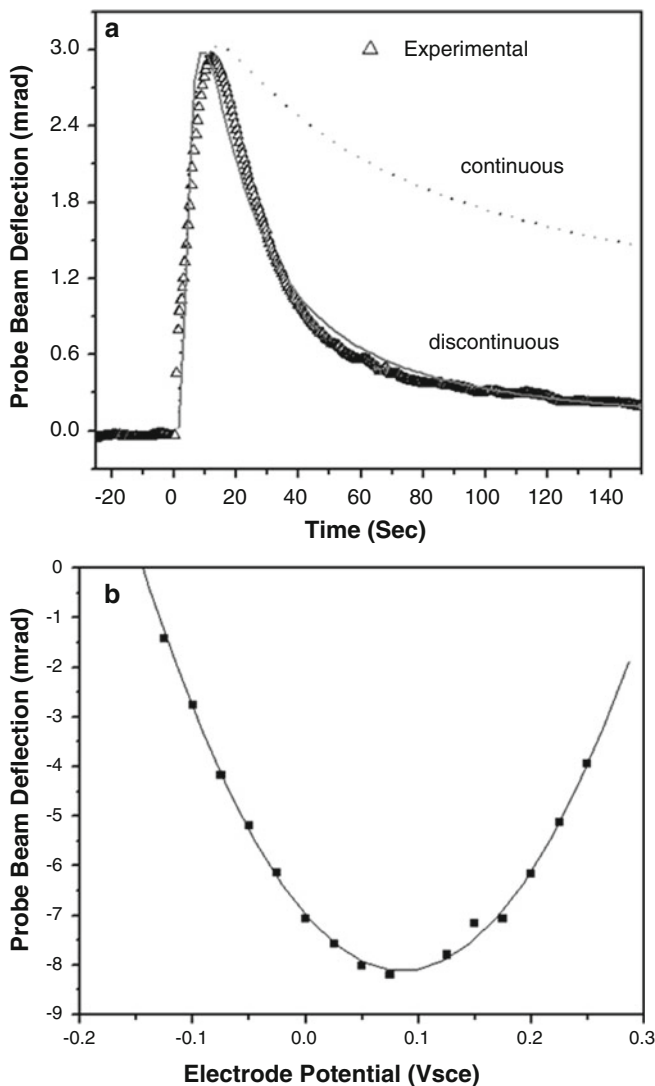 a
Experimental
continuous
discontinuous
Probe Beam Deflection (mrad)
3.0
2.4
1.8
1.2
0.6
0.0
-20 0 20 40 60 80 100 120 140
Time (Sec)
b
Probe Beam Deflection (mrad)
0
-1
-2
-3
-4
-5
-6
-7
-8
-9
-0.2 -0.1 0.0 0.1 0.2 0.3
Electrode Potential (Vsce)